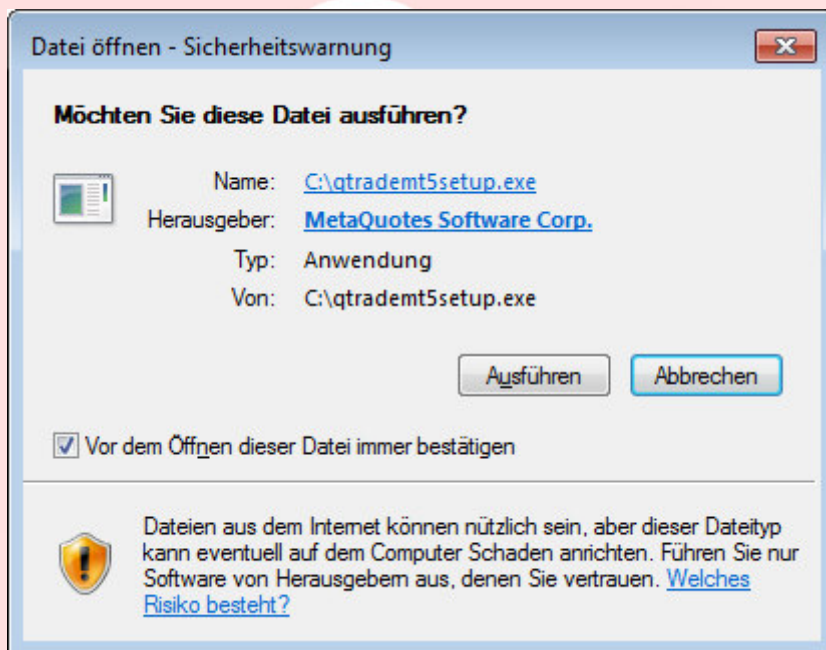 Datei öffnen - Sicherheitswarnung
Möchten Sie diese Datei ausführen?
Name: C:\qtrademt5setup.exe
Herausgeber: MetaQuotes Software Corp.
Typ: Anwendung
Von: C:\qtrademt5setup.exe
Ausführen Abbrechen
Vor dem Öffnen dieser Datei immer bestätigen
Dateien aus dem Internet können nützlich sein, aber dieser Dateityp
kann eventuell auf dem Computer Schaden anrichten. Führen Sie nur
Software von Herausgebern aus, denen Sie vertrauen. Welches
Risiko besteht?